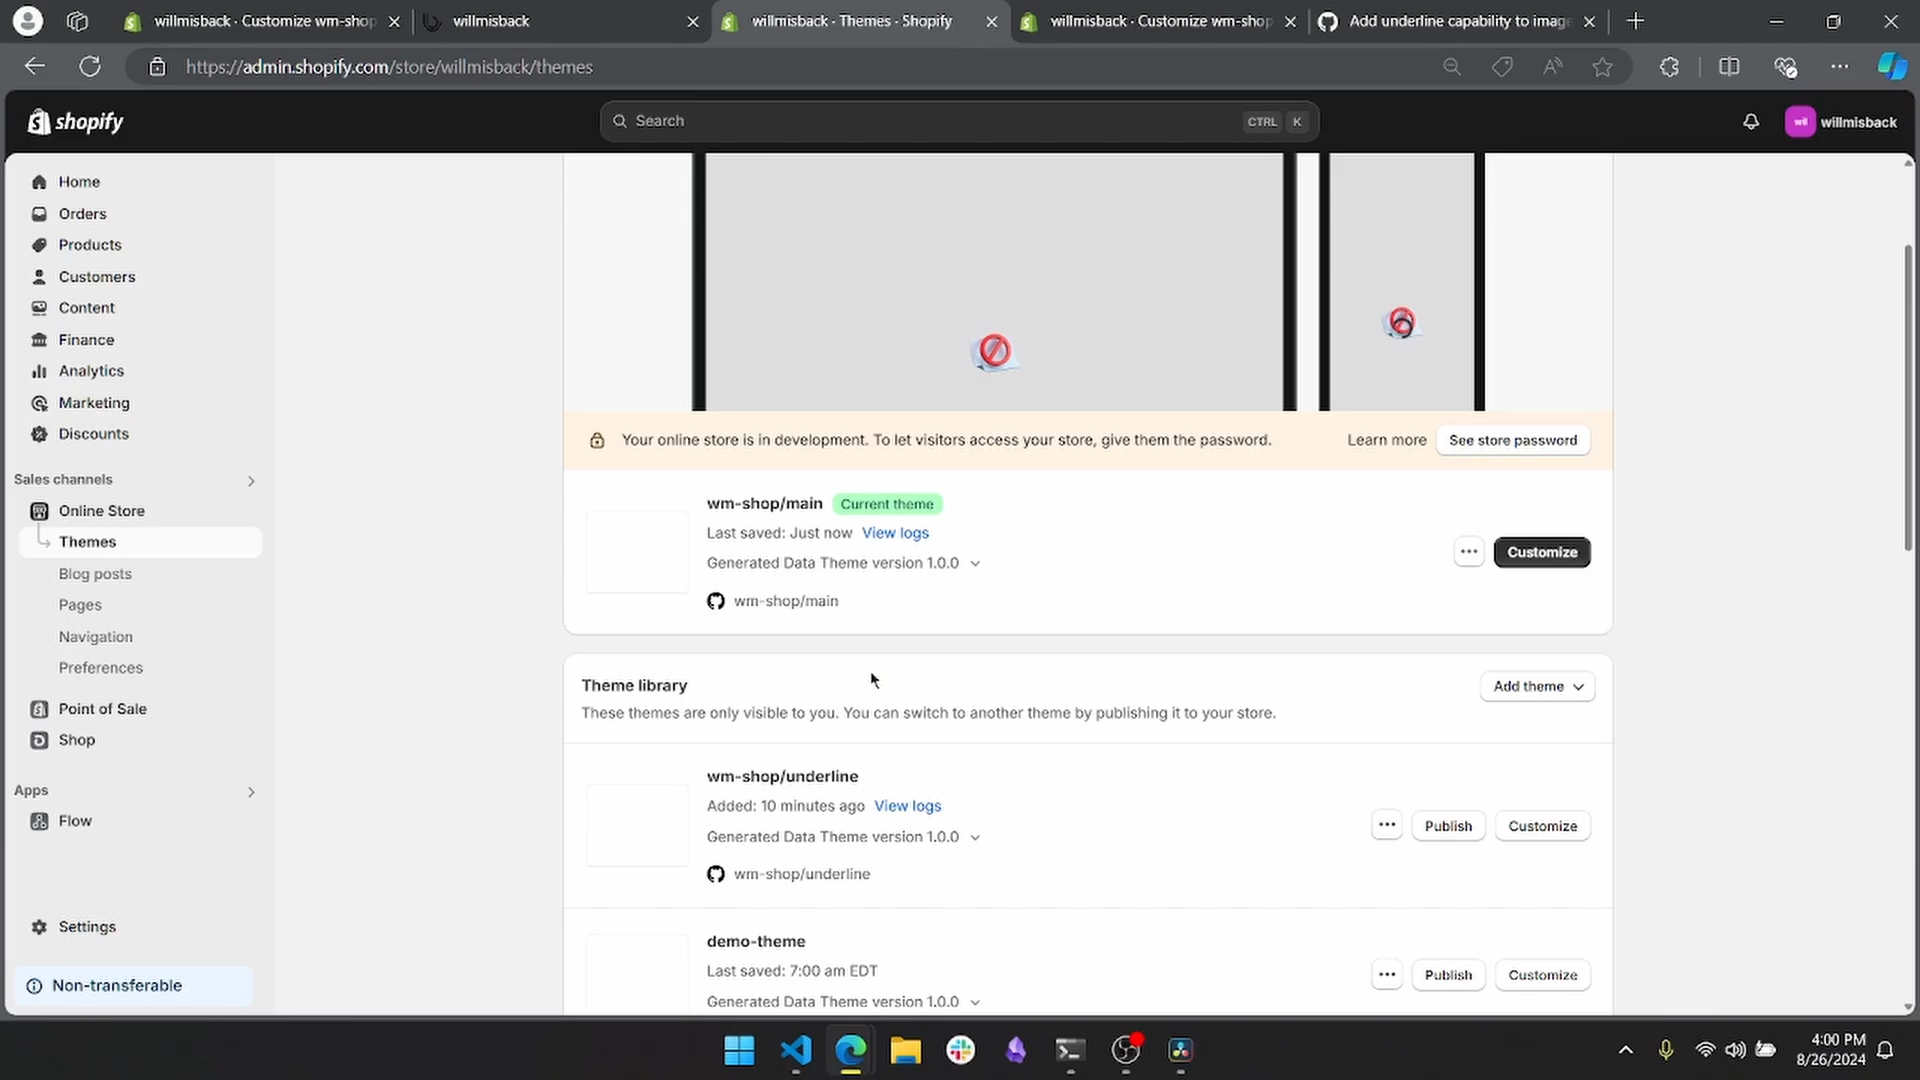 willmisback · Customize wm-shop
willmisback
willmisback · Themes · Shopify
willmisback · Customize wm-shop
Add underline capability to image
https://admin.shopify.com/store/willmisback/themes
shopify
Search
CTRL K
wil
willmisback
Home
Orders
Products
Customers
Content
Finance
Analytics
Marketing
Discounts
Sales channels
Online Store
Themes
Blog posts
Pages
Navigation
Preferences
Point of Sale
Shop
Apps
Flow
Settings
Non-transferable
Your online store is in development. To let visitors access your store, give them the password.
Learn more
See store password
wm-shop/main Current theme
Last saved: Just now View logs
Generated Data Theme version 1.0.0
wm-shop/main
Customize
Theme library
These themes are only visible to you. You can switch to another theme by publishing it to your store.
Add theme
wm-shop/underline
Added: 10 minutes ago View logs
Generated Data Theme version 1.0.0
wm-shop/underline
Publish
Customize
demo-theme
Last saved: 7:00 am EDT
Generated Data Theme version 1.0.0
Publish
Customize
4:00 PM
8/26/2024